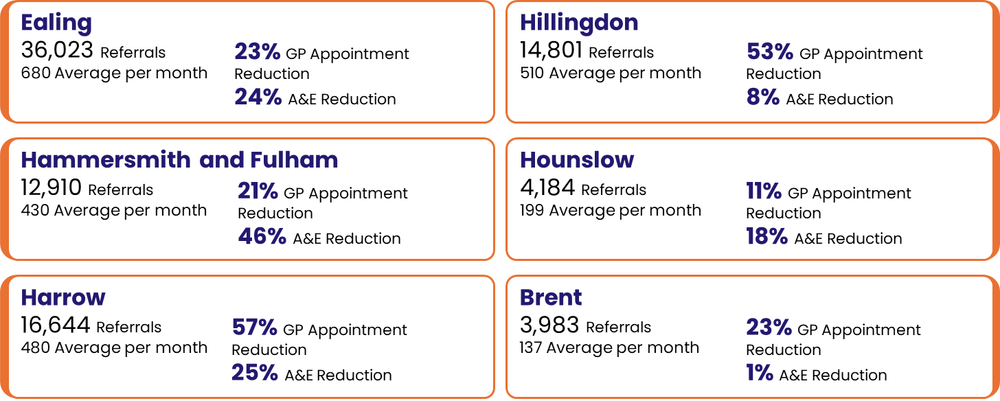 Ealing
36,023 Referrals
680 Average per month
23% GP Appointment
Reduction
24% A&E Reduction
Hillingdon
14,801 Referrals
510 Average per month
53% GP Appointment
Reduction
8% A&E Reduction
Hammersmith and Fulham
12,910 Referrals
430 Average per month
21% GP Appointment
Reduction
46% A&E Reduction
Hounslow
4,184 Referrals
199 Average per month
11% GP Appointment
Reduction
18% A&E Reduction
Harrow
16,644 Referrals
480 Average per month
57% GP Appointment
Reduction
25% A&E Reduction
Brent
3,983 Referrals
137 Average per month
23% GP Appointment
Reduction
1% A&E Reduction